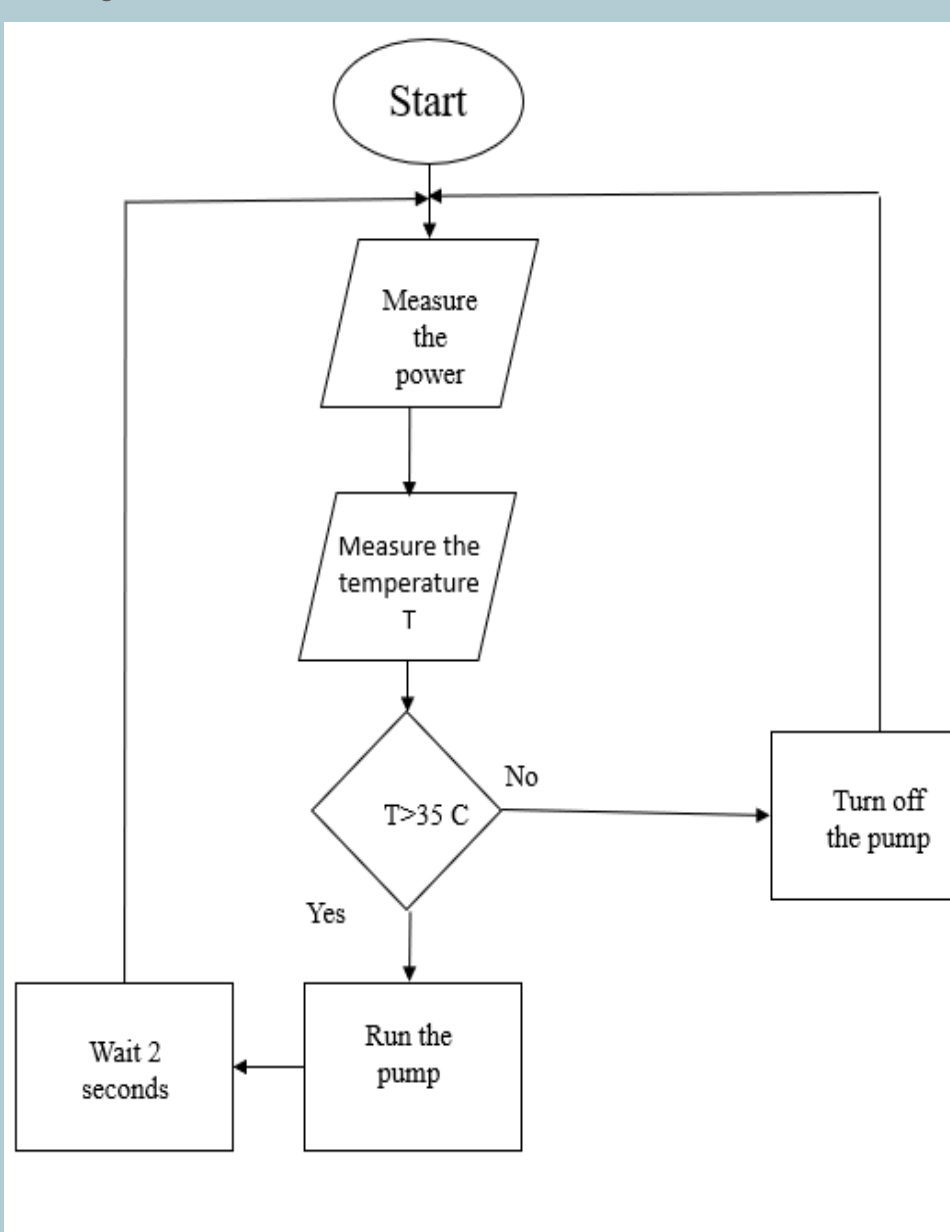 Start
Measure
the
power
Measure the
temperature
T
T>35 C
No
Turn off
the pump
Yes
Run the
pump
Wait 2
seconds